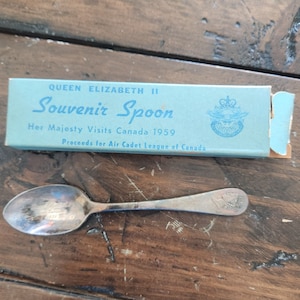 QUEEN ELIZABETH II
Souvenir Spoon
Her Majesty Visits Canada 1959
Proceeds for Air Cadet League of Canada